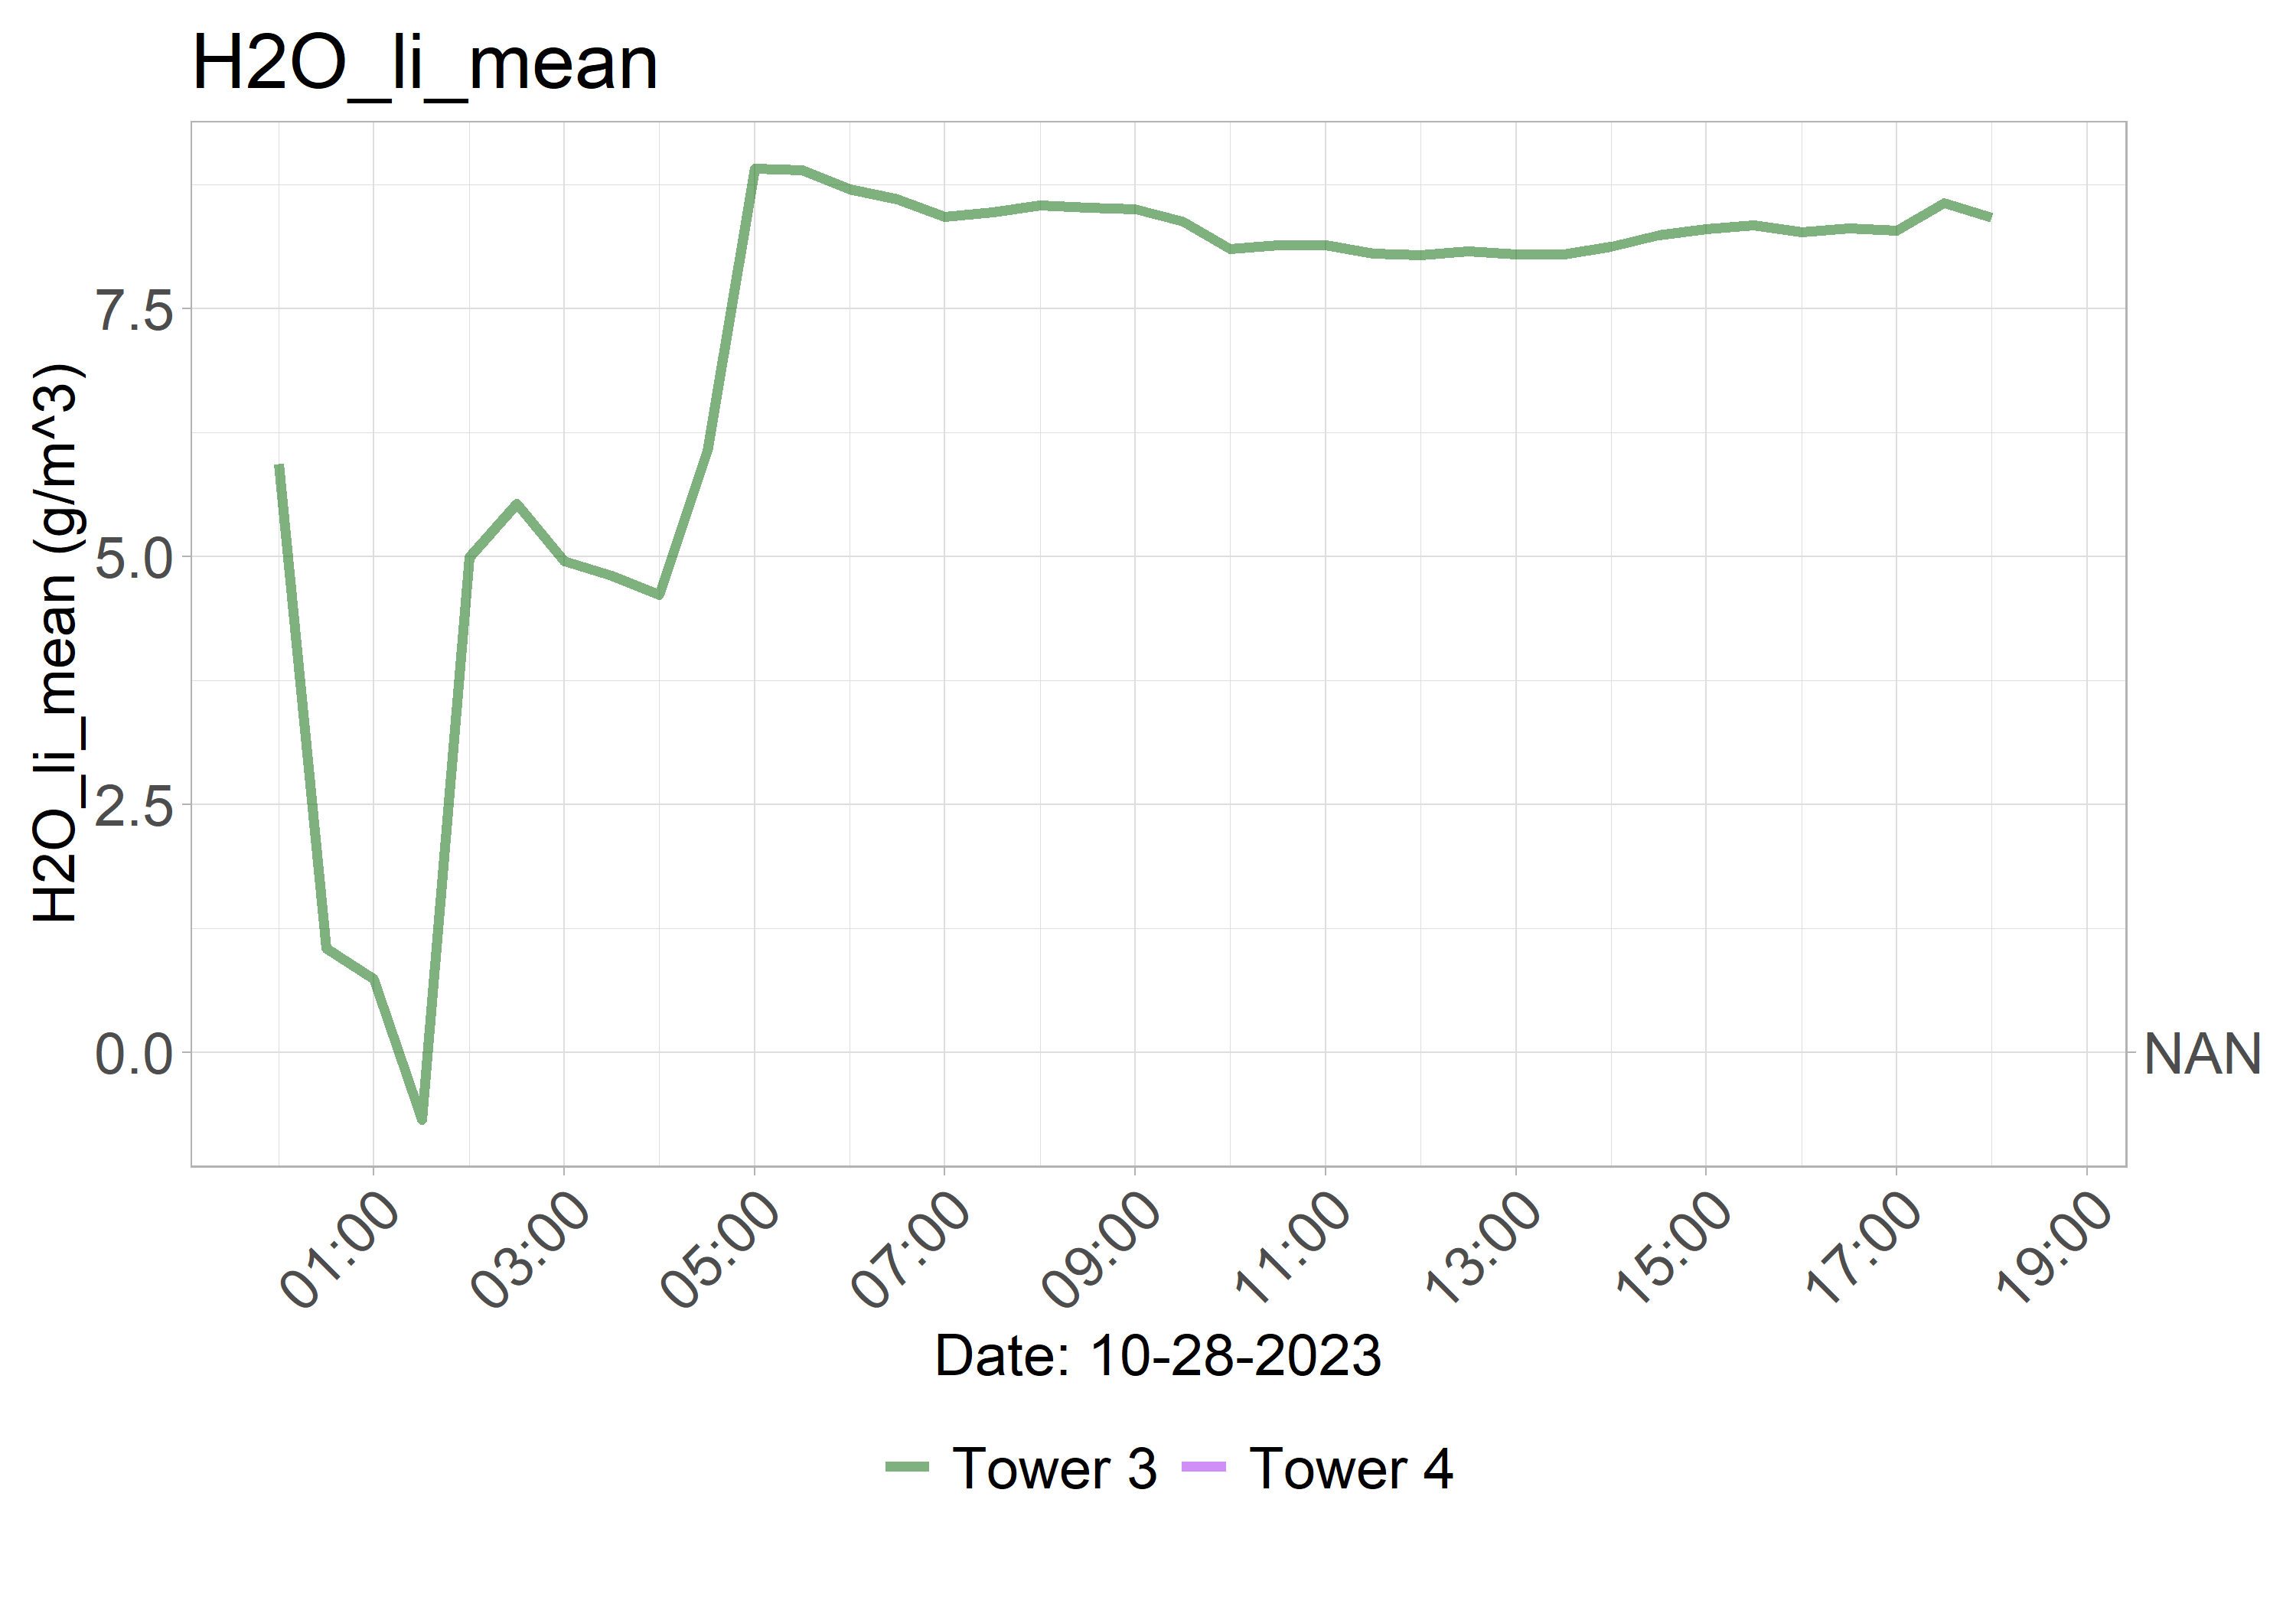 H2O_li_mean
H2O_li_mean (g/m^3)
7.5
5.0
2.5
0.0
NAN
01:00 03:00 05:00 07:00 09:00 11:00 13:00 15:00 17:00 19:00
Date: 10-28-2023
Tower 3 Tower 4